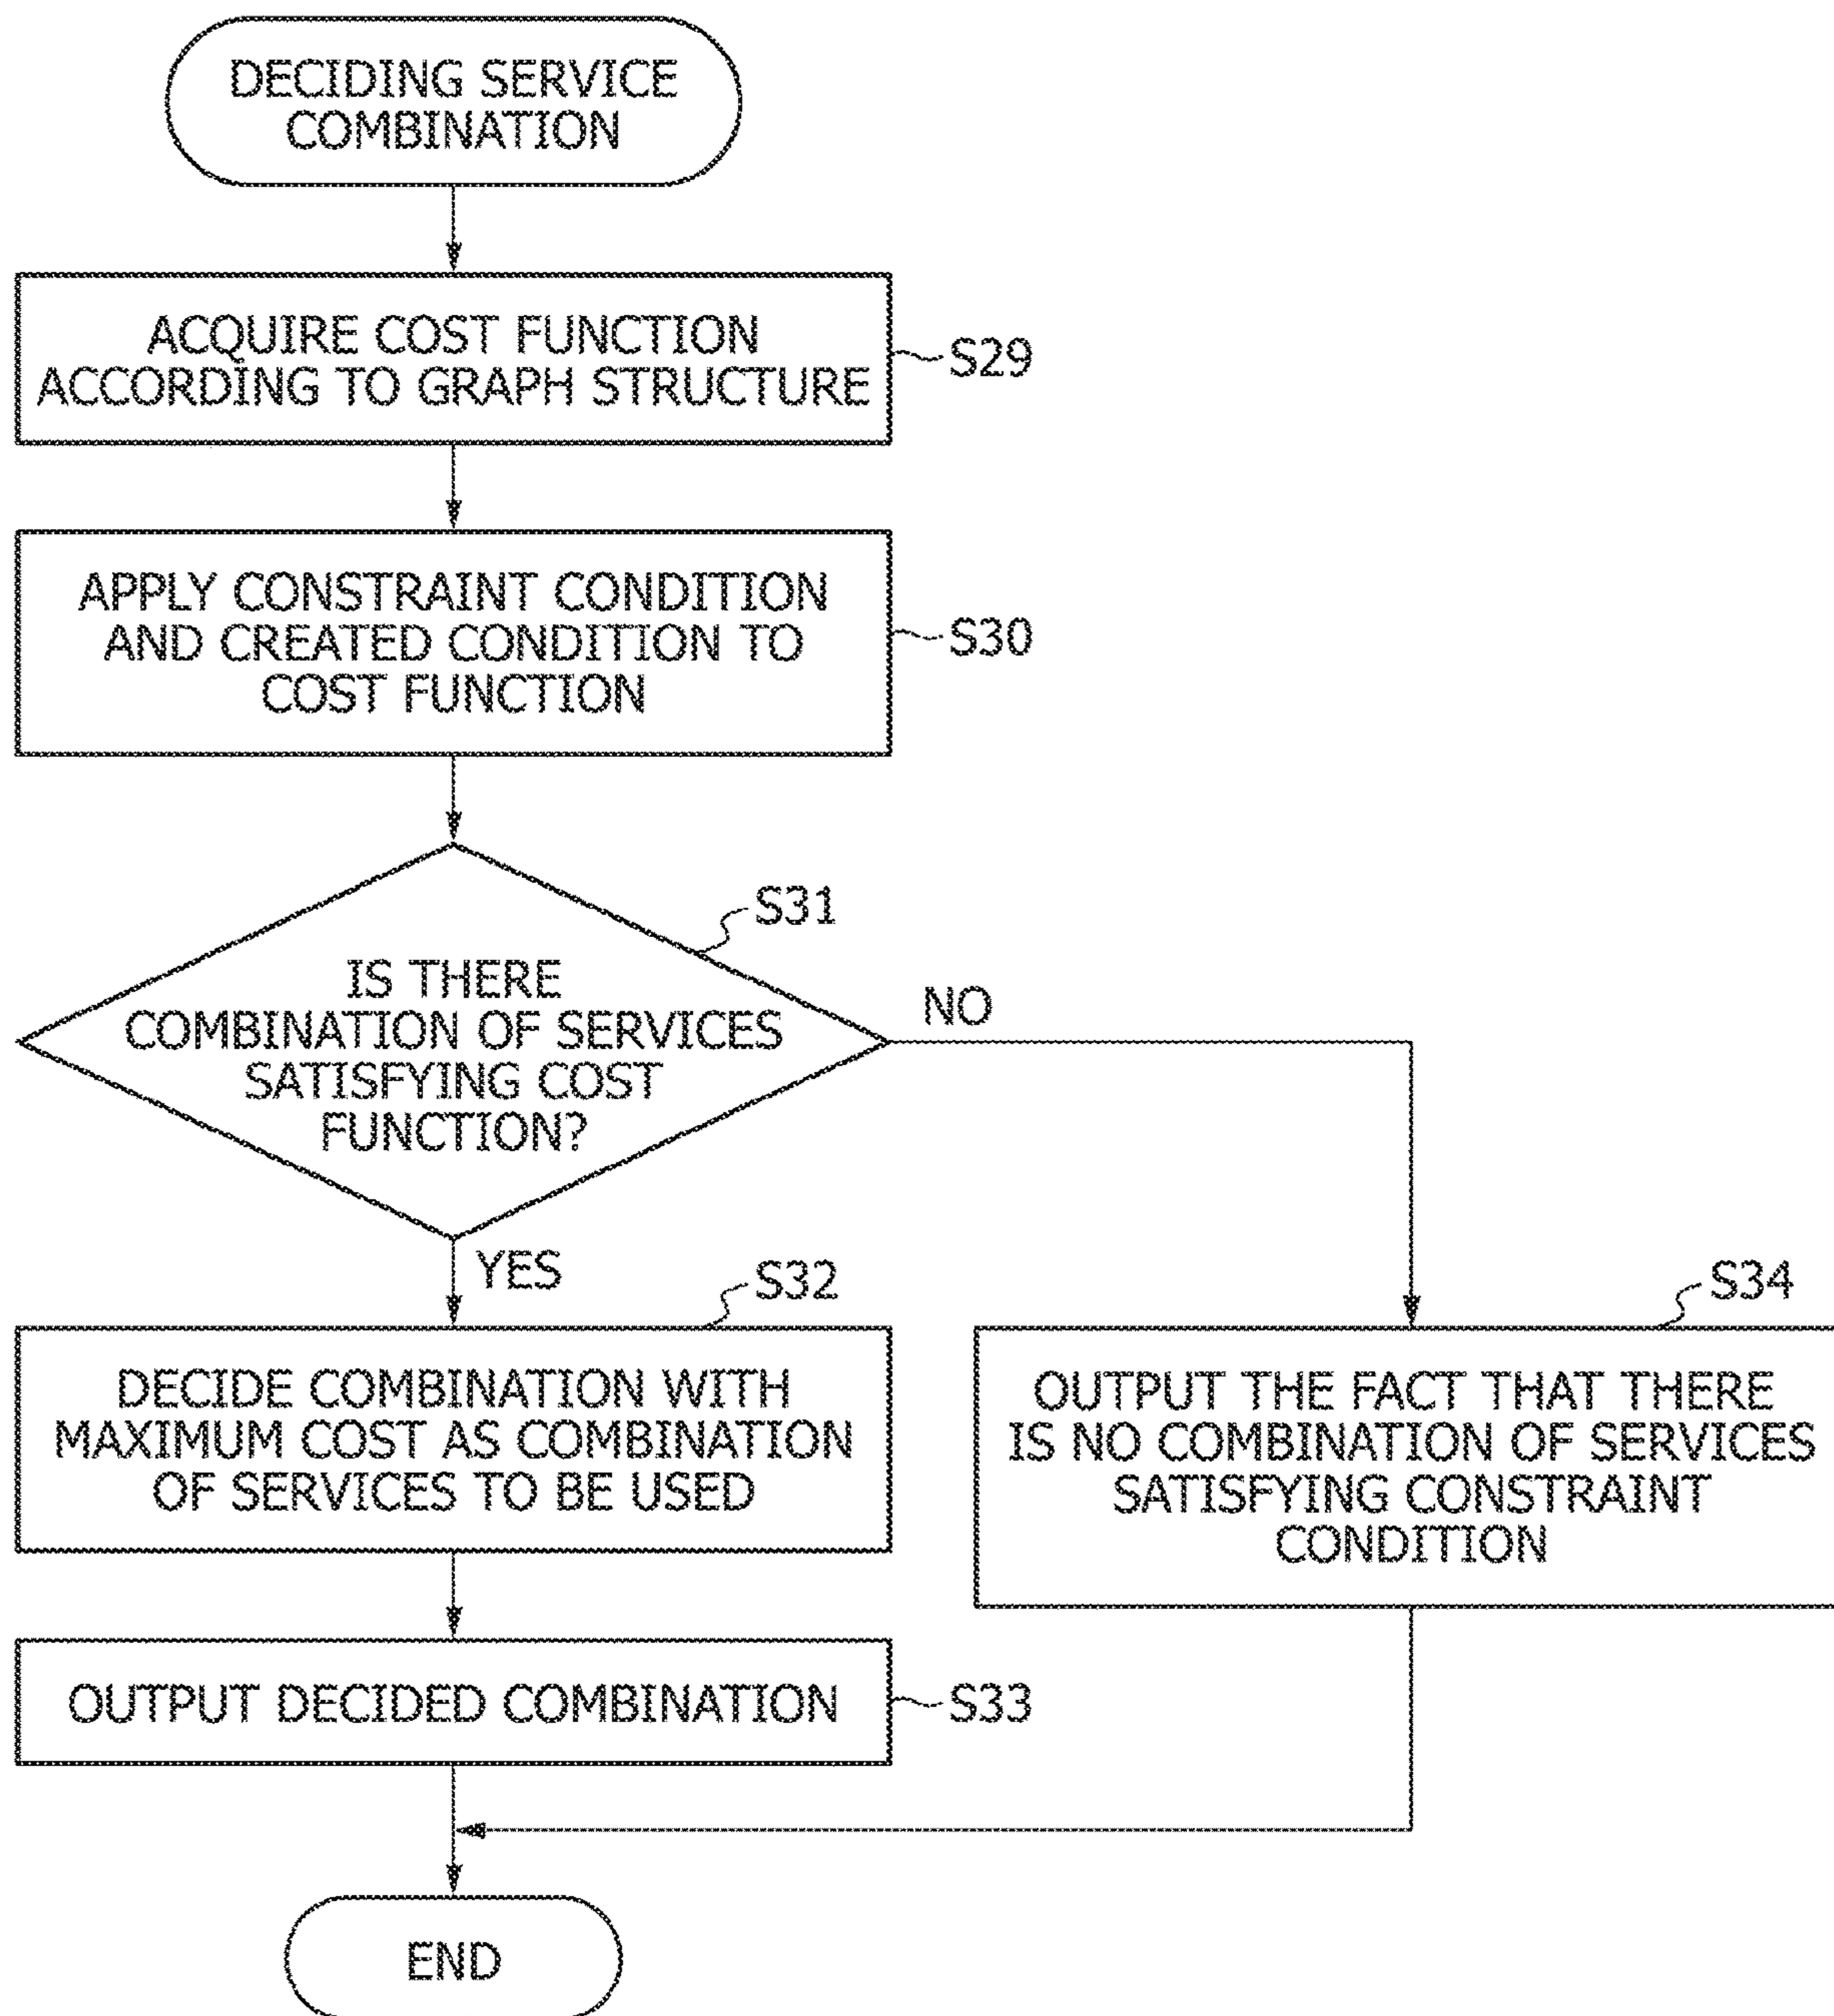 DECIDING SERVICE
COMBINATION
ACQUIRE COST FUNCTION
ACCORDING TO GRAPH STRUCTURE
S29
APPLY CONSTRAINT CONDITION
AND CREATED CONDITION TO
COST FUNCTION
S30
S31
IS THERE
COMBINATION OF SERVICES
SATISFYING COST
FUNCTION?
NO
YES
S32
DECIDE COMBINATION WITH
MAXIMUM COST AS COMBINATION
OF SERVICES TO BE USED
S34
OUTPUT THE FACT THAT THERE
IS NO COMBINATION OF SERVICES
SATISFYING CONSTRAINT
CONDITION
OUTPUT DECIDED COMBINATION
S33
END